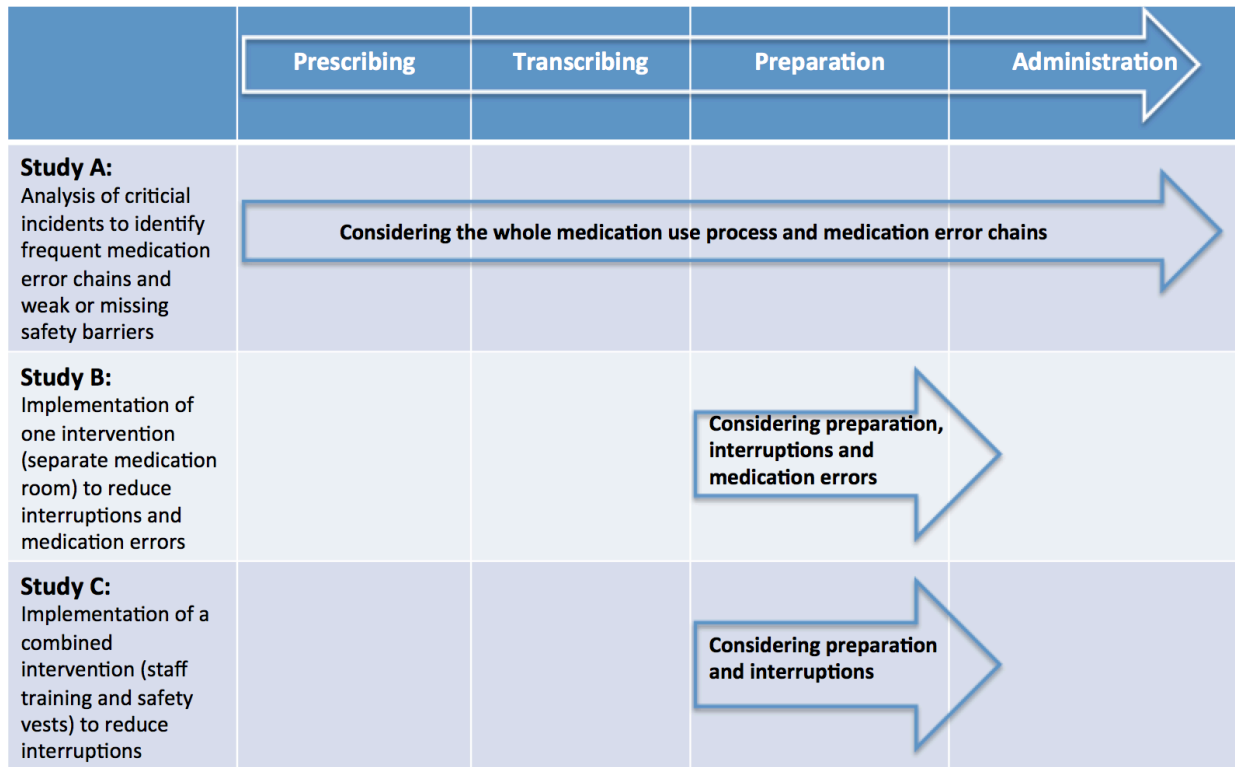 Prescribing
Transcribing
Preparation
Administration
Study A:
Analysis of criticial
incidents to identify
frequent medication
error chains and
weak or missing
safety barriers
Considering the whole medication use process and medication error chains
Study B:
Implementation of
one intervention
(separate medication
room) to reduce
interruptions and
medication errors
Considering preparation,
interruptions and
medication errors
Study C:
Implementation of a
combined
intervention (staff
training and safety
vests) to reduce
interruptions
Considering preparation
and interruptions